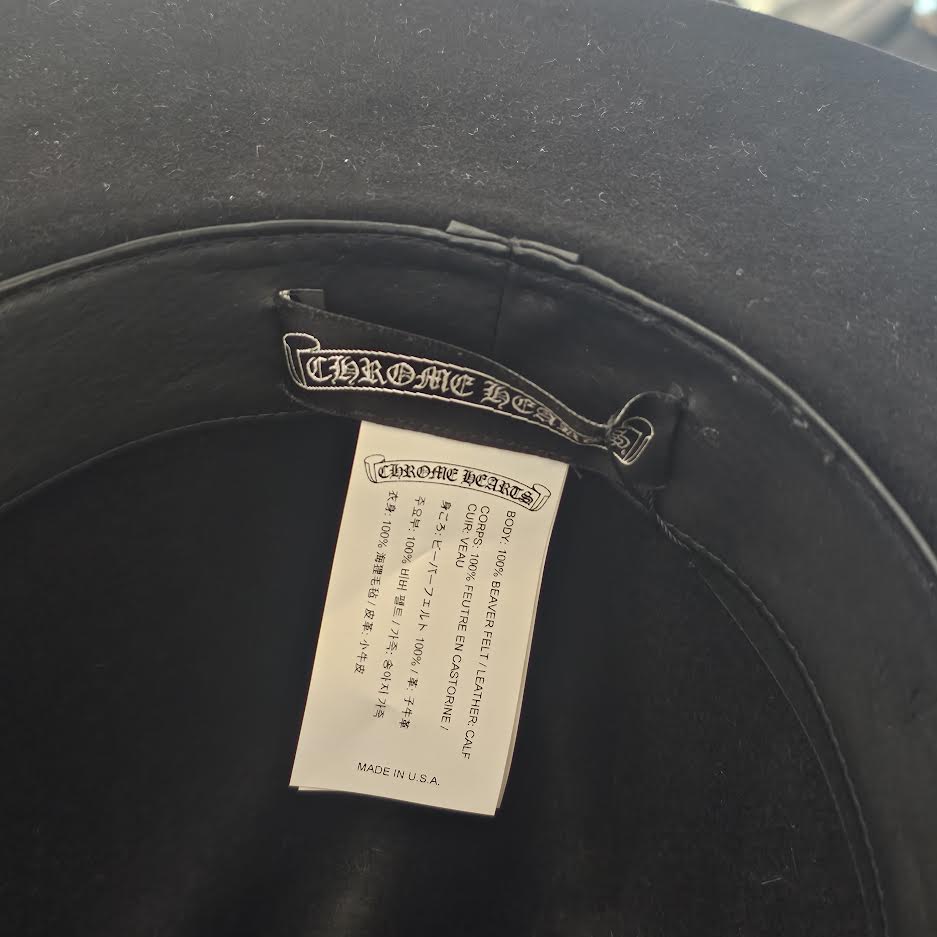 CHROME HEARTS
CHROME HEARTS
BODY: 100% BEAVER FELT / LEATHER: CALF
CORPS: 100% FEUTRE EN CASTORINE /
CUIR: VEAU
身ごろ: ビーバーフェルト 100% / 革: 子牛革
주요부: 100% 비버 펠트 / 가죽: 송아지 가죽
衣身: 100% 海狸毛毡 / 皮革: 小牛皮
MADE IN U.S.A.